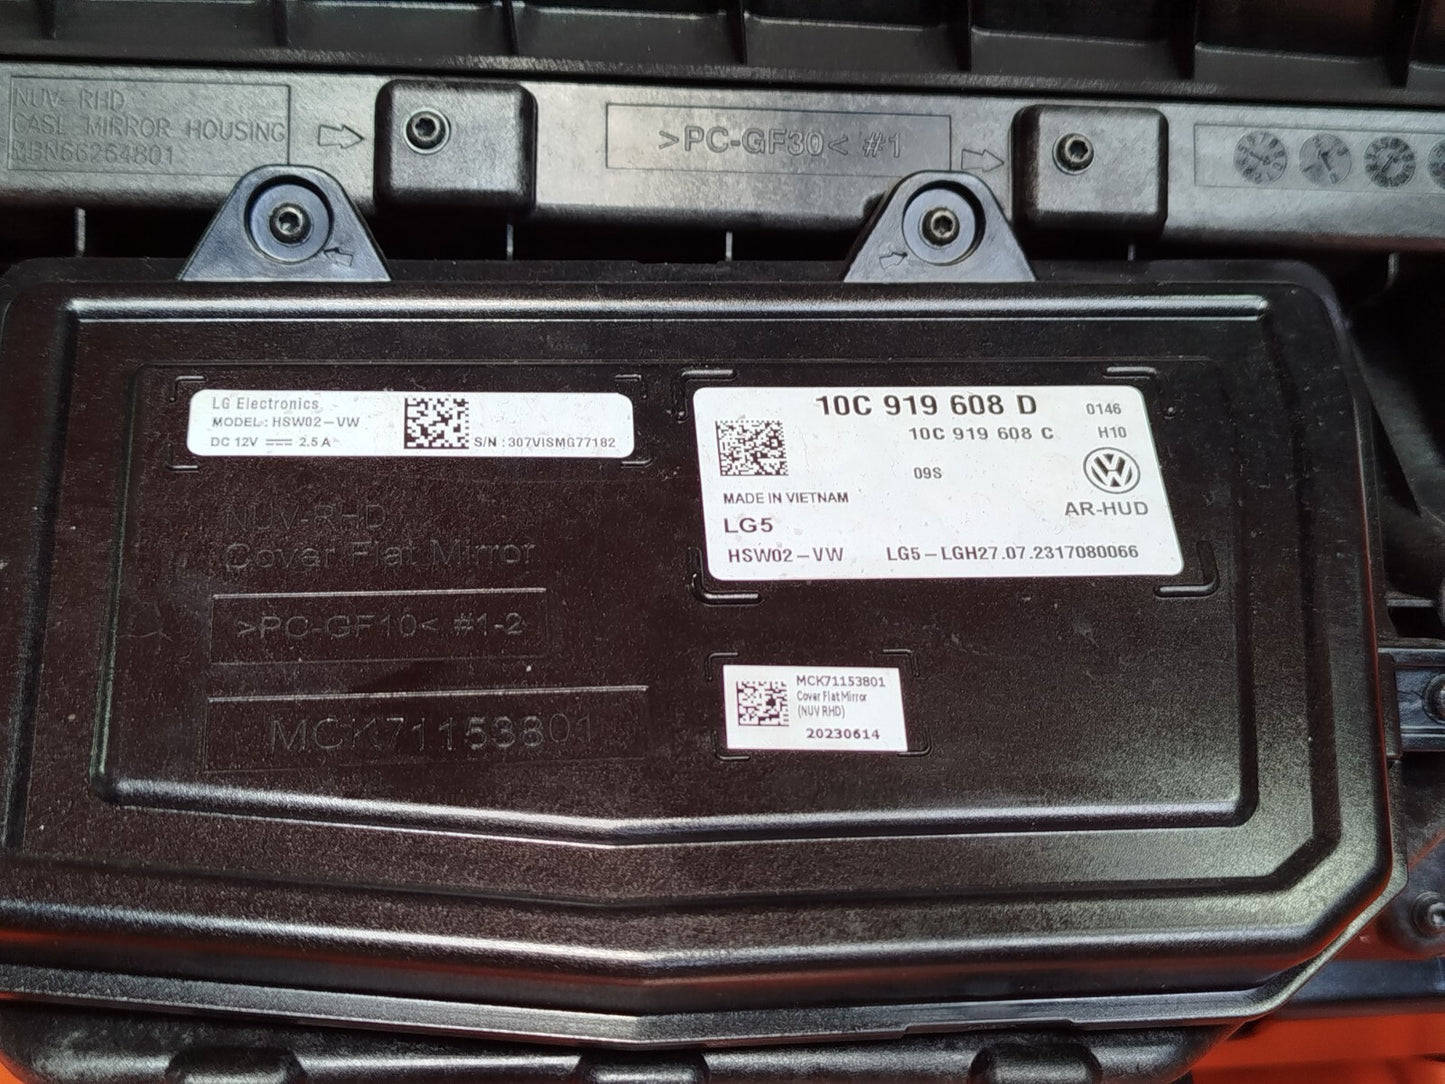 NUV-RHD
CASE MIRROR HOUSING
MBN66264801
>PC-GF30< #1
LG Electronics
MODEL : HSW02-VW
DC 12V 2.5 A
S/N : 307VISMG77182
10C 919 608 D
0146
10C 919 608 C
H10
09S
MADE IN VIETNAM
AR-HUD
LG5
HSW02-VW
LG5-LGH27.07.2317080066
NUV-RHD
Cover Flat Mirror
>PC-GF10< #1-2
MCK71153801
MCK71153801
Cover Flat Mirror
(NUV RHD)
20230614